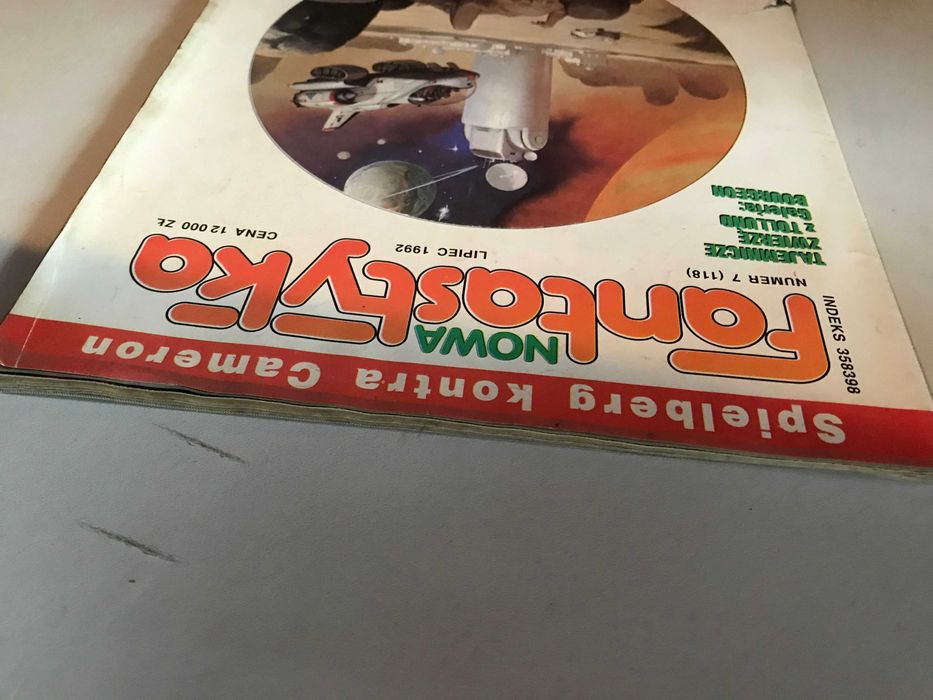 Spielberg kontra Cameron
NOWA
Fantastyka
INDEKS 358398
NUMER 7 (118)
LIPIEC 1992
CENA 12 000 ZŁ
TAJEMNICZE
ZWIERZĘ
z TOLLUND
Galeria:
BOURGEON